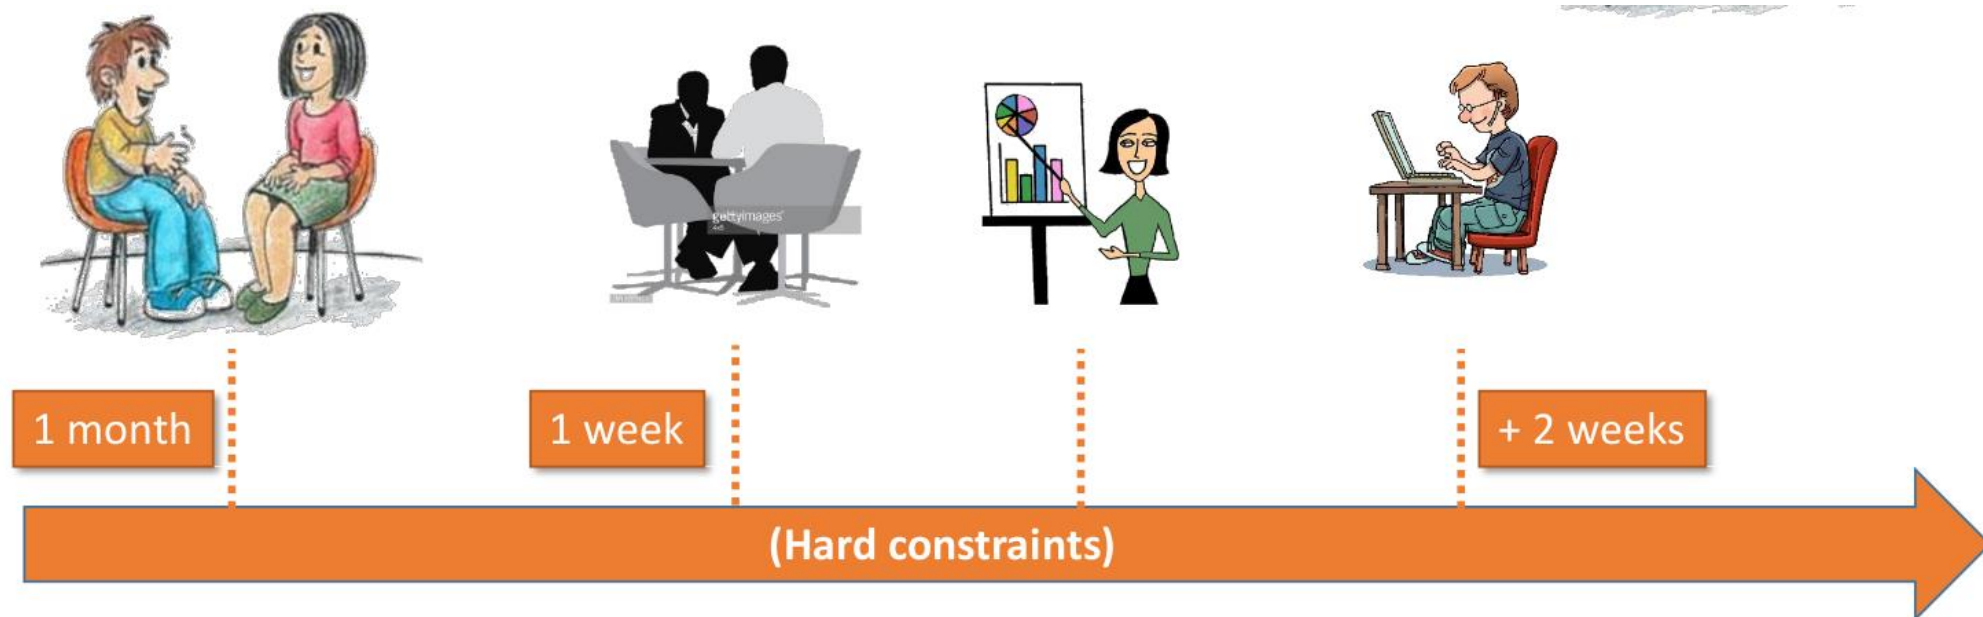 gettyimages®
1 month
1 week
+ 2 weeks
(Hard constraints)